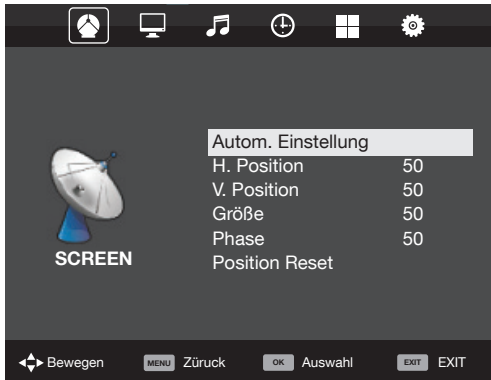 Autom. Einstellung
H. Position 50
V. Position 50
Größe 50
Phase 50
Position Reset
SCREEN
Bewegen MENU Züruck OK Auswahl EXIT EXIT